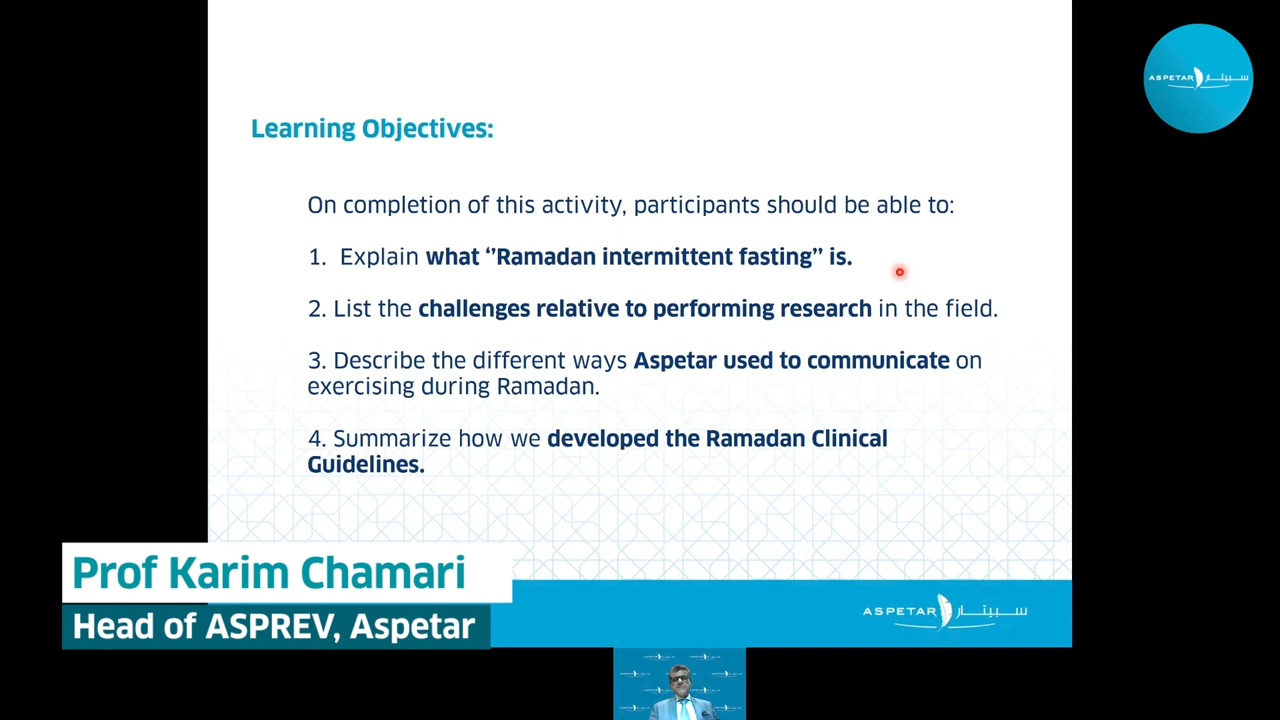 ASPETAR سبيتار
Learning Objectives:
On completion of this activity, participants should be able to:
1. Explain what ‘’Ramadan intermittent fasting’’ is.
2. List the challenges relative to performing research in the field.
3. Describe the different ways Aspetar used to communicate on
exercising during Ramadan.
4. Summarize how we developed the Ramadan Clinical
Guidelines.
Prof Karim Chamari
Head of ASPREV, Aspetar
ASPETAR سبيتار